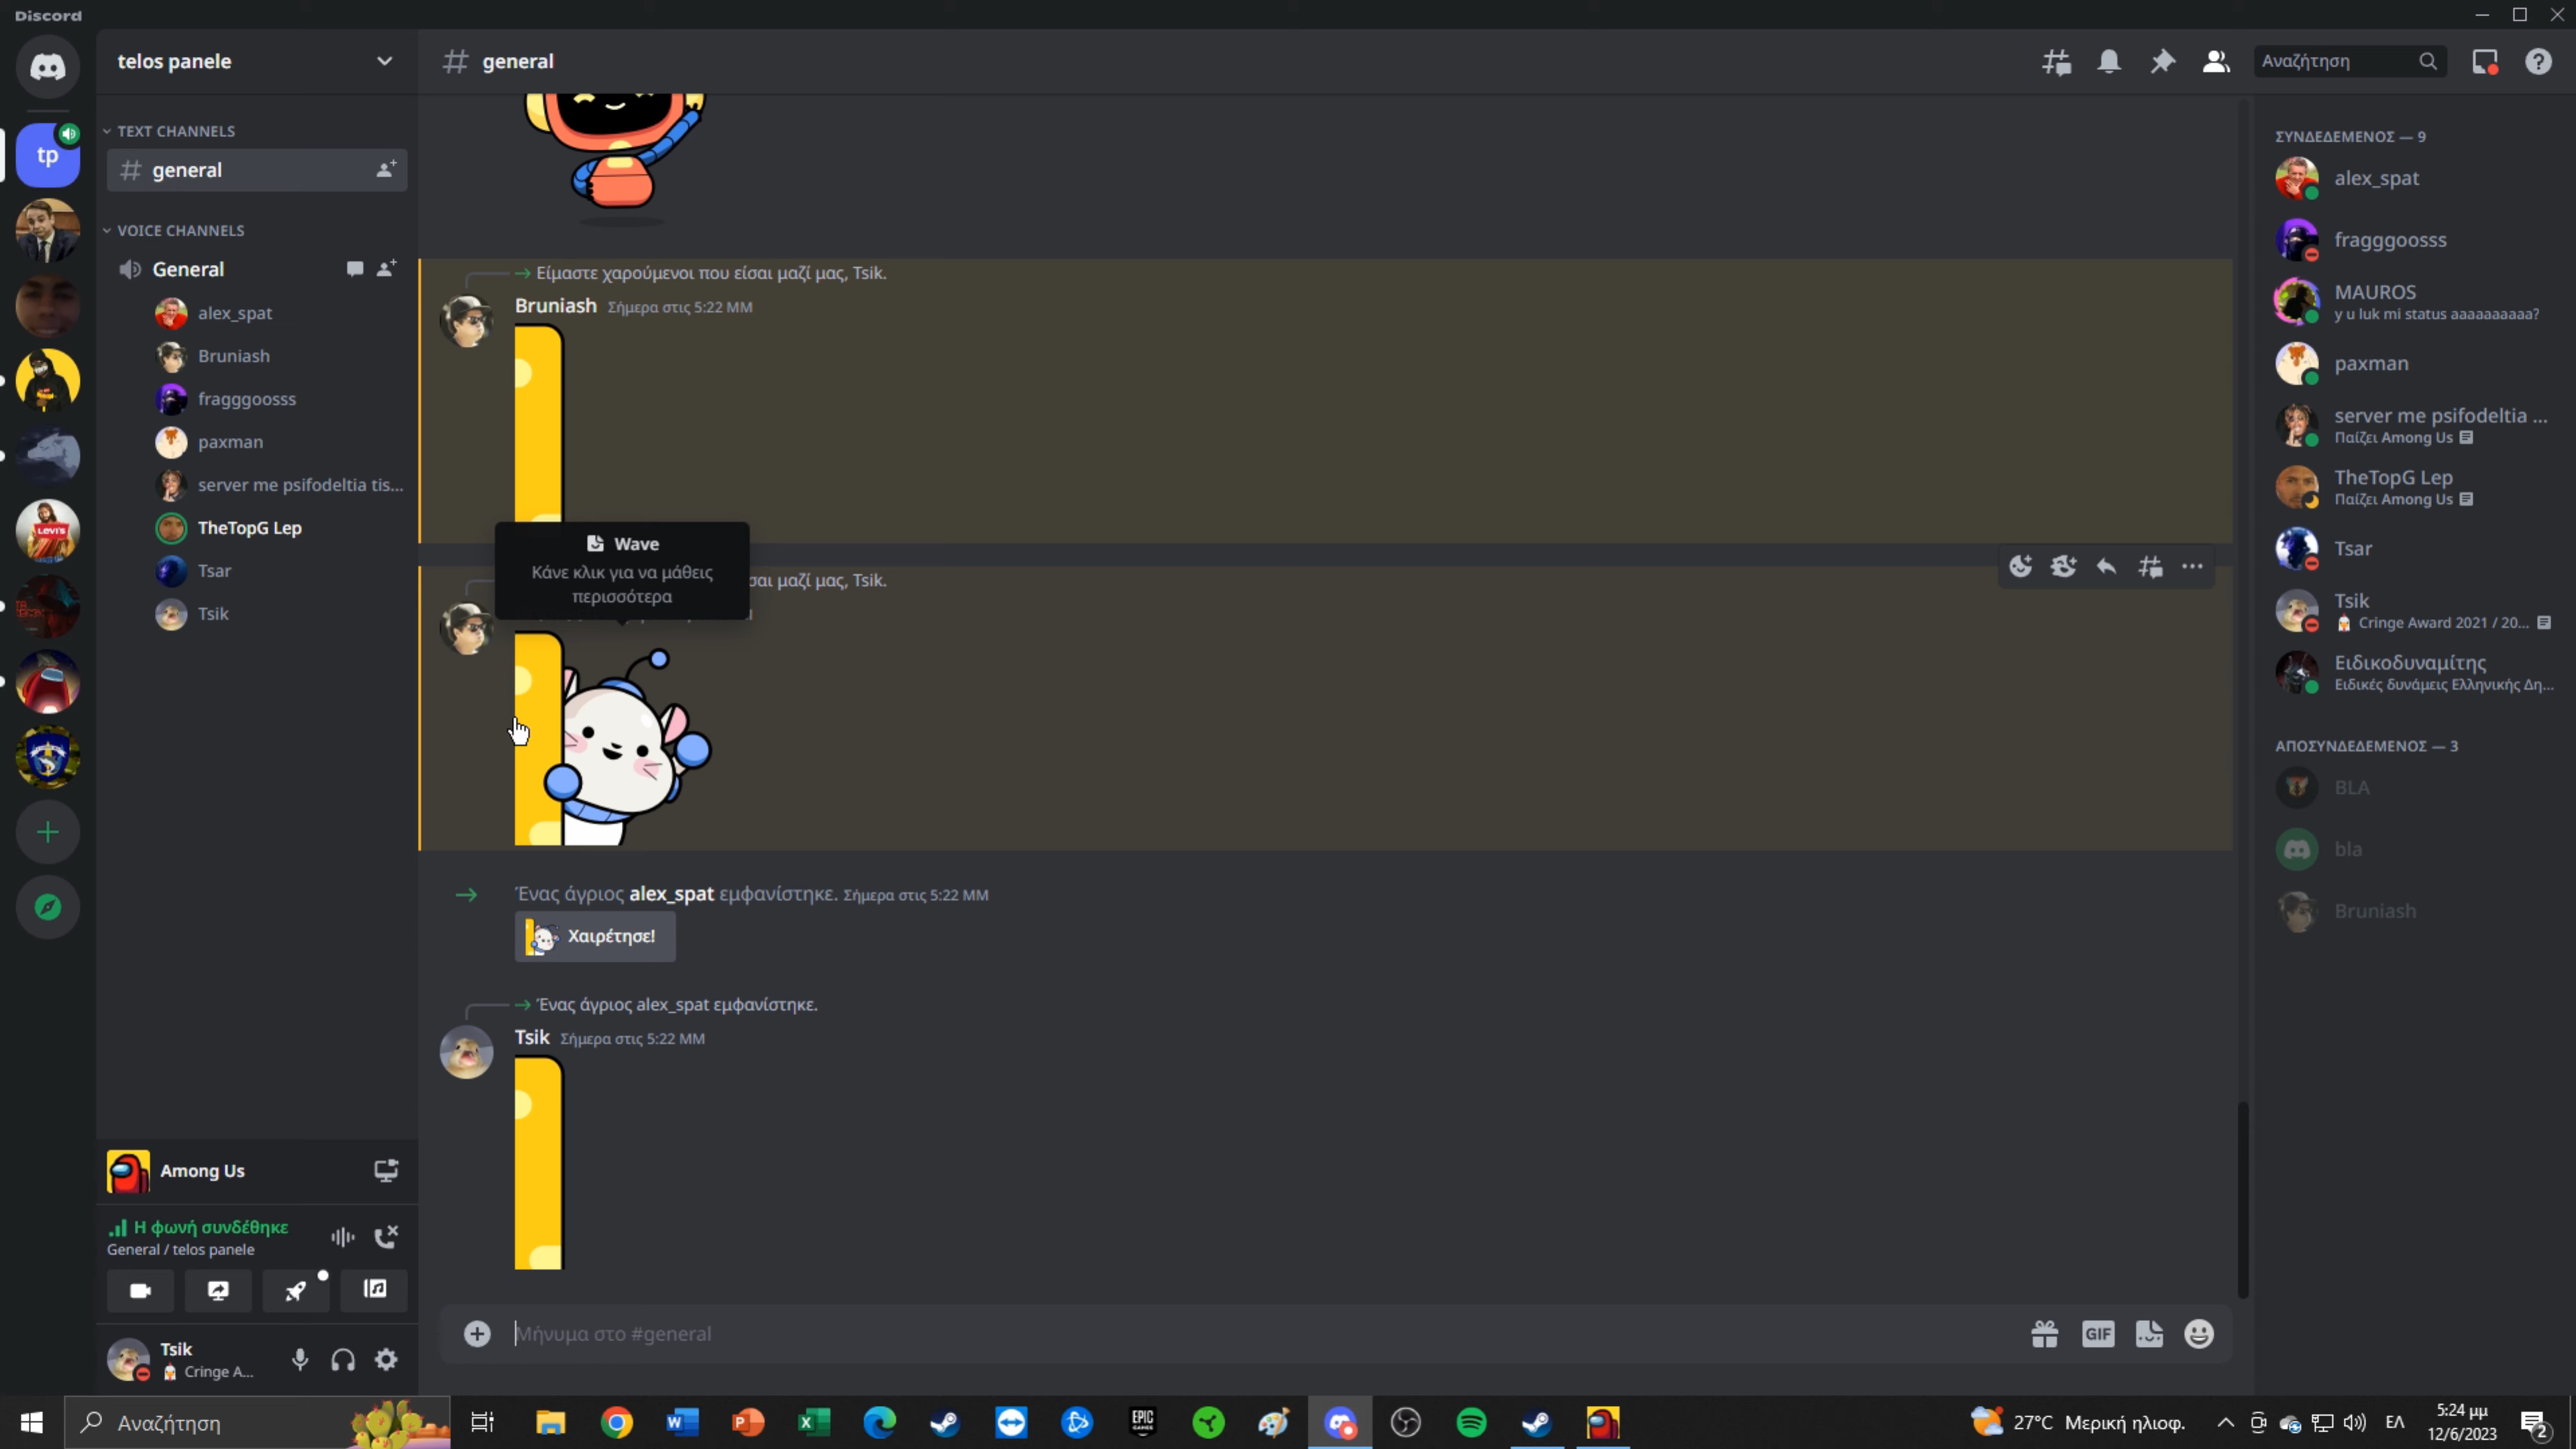 Discord
telos panele
# general
Αναζήτηση
tp
TEXT CHANNELS
general
VOICE CHANNELS
General
alex_spat
Bruniash
fragggoosss
paxman
server me psifodeltia tis...
TheTopG Lep
Tsar
Tsik
Among Us
Η φωνή συνδέθηκε
General / telos panele
Tsik
Cringe A...
Είμαστε χαρούμενοι που είσαι μαζί μας, Tsik.
Bruniash Σήμερα στις 5:22 ΜΜ
Wave
Κάνε κλικ για να μάθεις
περισσότερα
σαι μαζί μας, Tsik.
Ένας άγριος alex_spat εμφανίστηκε. Σήμερα στις 5:22 ΜΜ
Χαιρέτησε!
Ένας άγριος alex_spat εμφανίστηκε.
Tsik Σήμερα στις 5:22 ΜΜ
Μήνυμα στο #general
GIF
ΣΥΝΔΕΔΕΜΕΝΟΣ — 9
alex_spat
fragggoosss
MAUROS
y u luk mi status aaaaaaaaaa?
paxman
server me psifodeltia ...
Παίζει Among Us
TheTopG Lep
Παίζει Among Us
Tsar
Tsik
Cringe Award 2021 / 20...
Ειδικοδυναμίτης
Ειδικές δυνάμεις Ελληνικής Δη...
ΑΠΟΣΥΝΔΕΔΕΜΕΝΟΣ — 3
BLA
bla
Bruniash
LEVI'S
Αναζήτηση
EPIC
GAMES
27°C Μερική ηλιοφ.
ΕΛ
5:24 μμ
12/6/2023
2